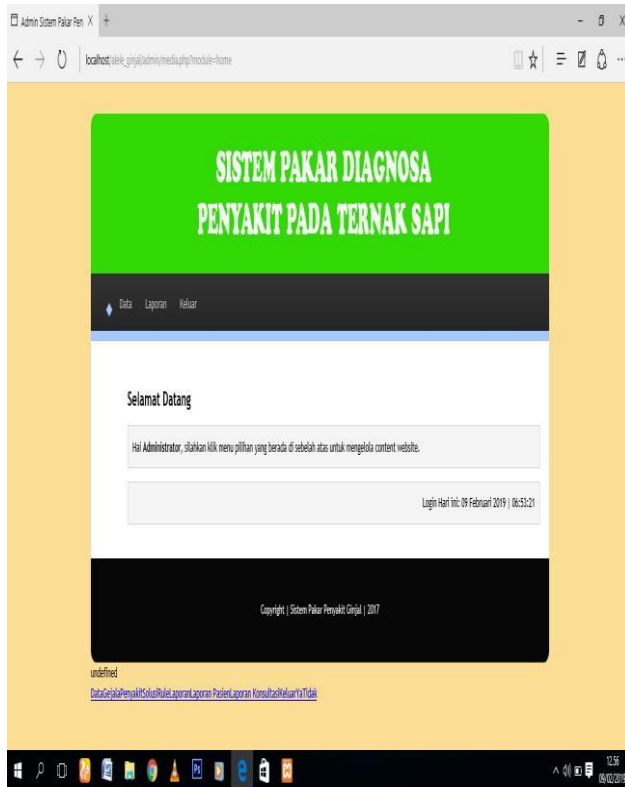 Admin Sistem Pakar Pen
localhost/alele_ginjal/admin/media.php?module=home
SISTEM PAKAR DIAGNOSA
PENYAKIT PADA TERNAK SAPI
Data Laporan Keluar
Selamat Datang
Hai Administrator, silahkan klik menu pilihan yang berada di sebelah atas untuk mengelola content website.
Login Hari ini: 09 Februari 2019 | 06:53:21
Copyright | Sistem Pakar Penyakit Ginjal | 2017
undefined
DataGejalaPenyakitSolusiRuleLaporanLaporan PasienLaporan KonsultasiKeluarYaTidak
Ps
12.56
09/02/2019